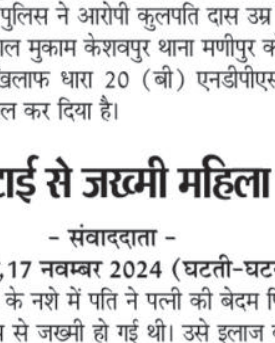 पुलिस ने आरोपी कुलपति दास उम्र
ल मुकाम केशवपुर थाना मणीपुर क
खिलाफ धारा 20 (बी) एनडीपीएस
ल कर दिया है।
टाई से जख्मी महिला
– संवाददाता –
,17 नवम्बर 2024 (घटती-घट
के नशे में पति ने पत्नी की बेदम पि
से जख्मी हो गई थी। उसे इलाज